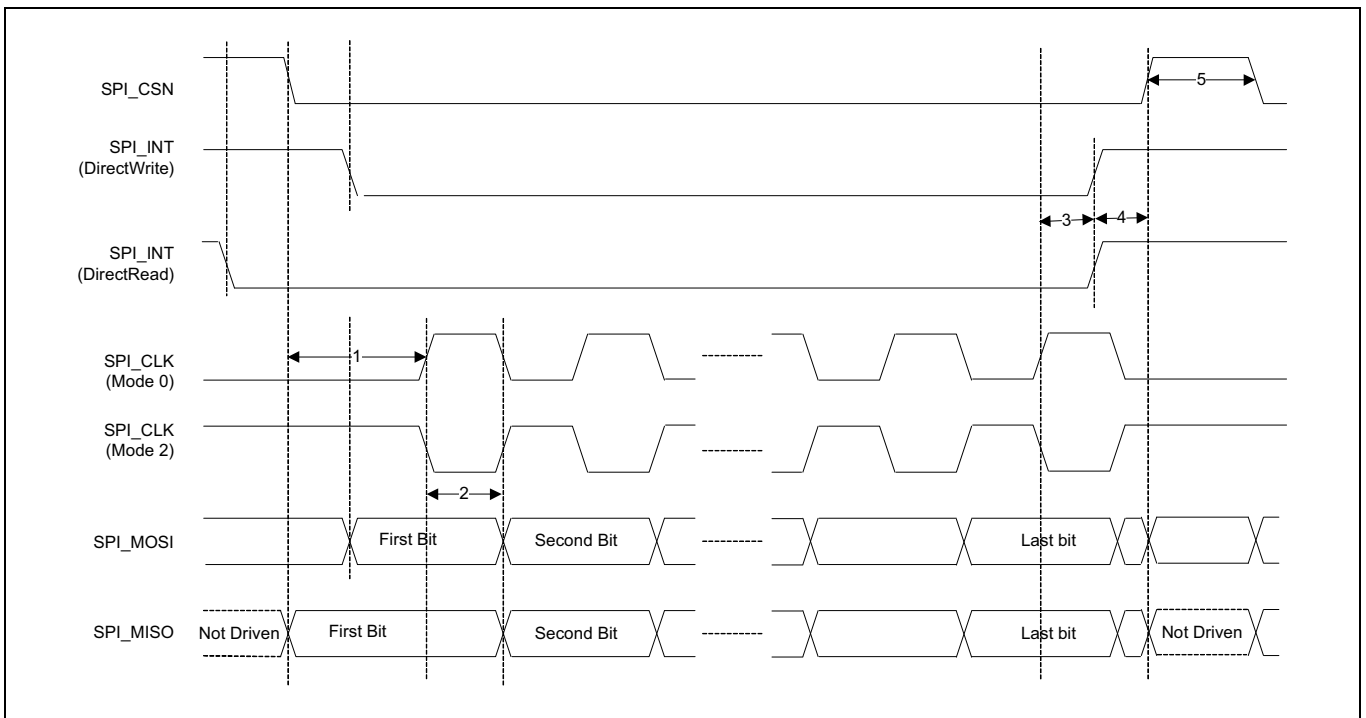 SPI_CSN
5
SPI_INT
(DirectWrite)
3
4
SPI_INT
(DirectRead)
1
SPI_CLK
(Mode 0)
SPI_CLK
(Mode 2)
2
SPI_MOSI
First Bit
Second Bit
Last bit
SPI_MISO
Not Driven
First Bit
Second Bit
Last bit
Not Driven